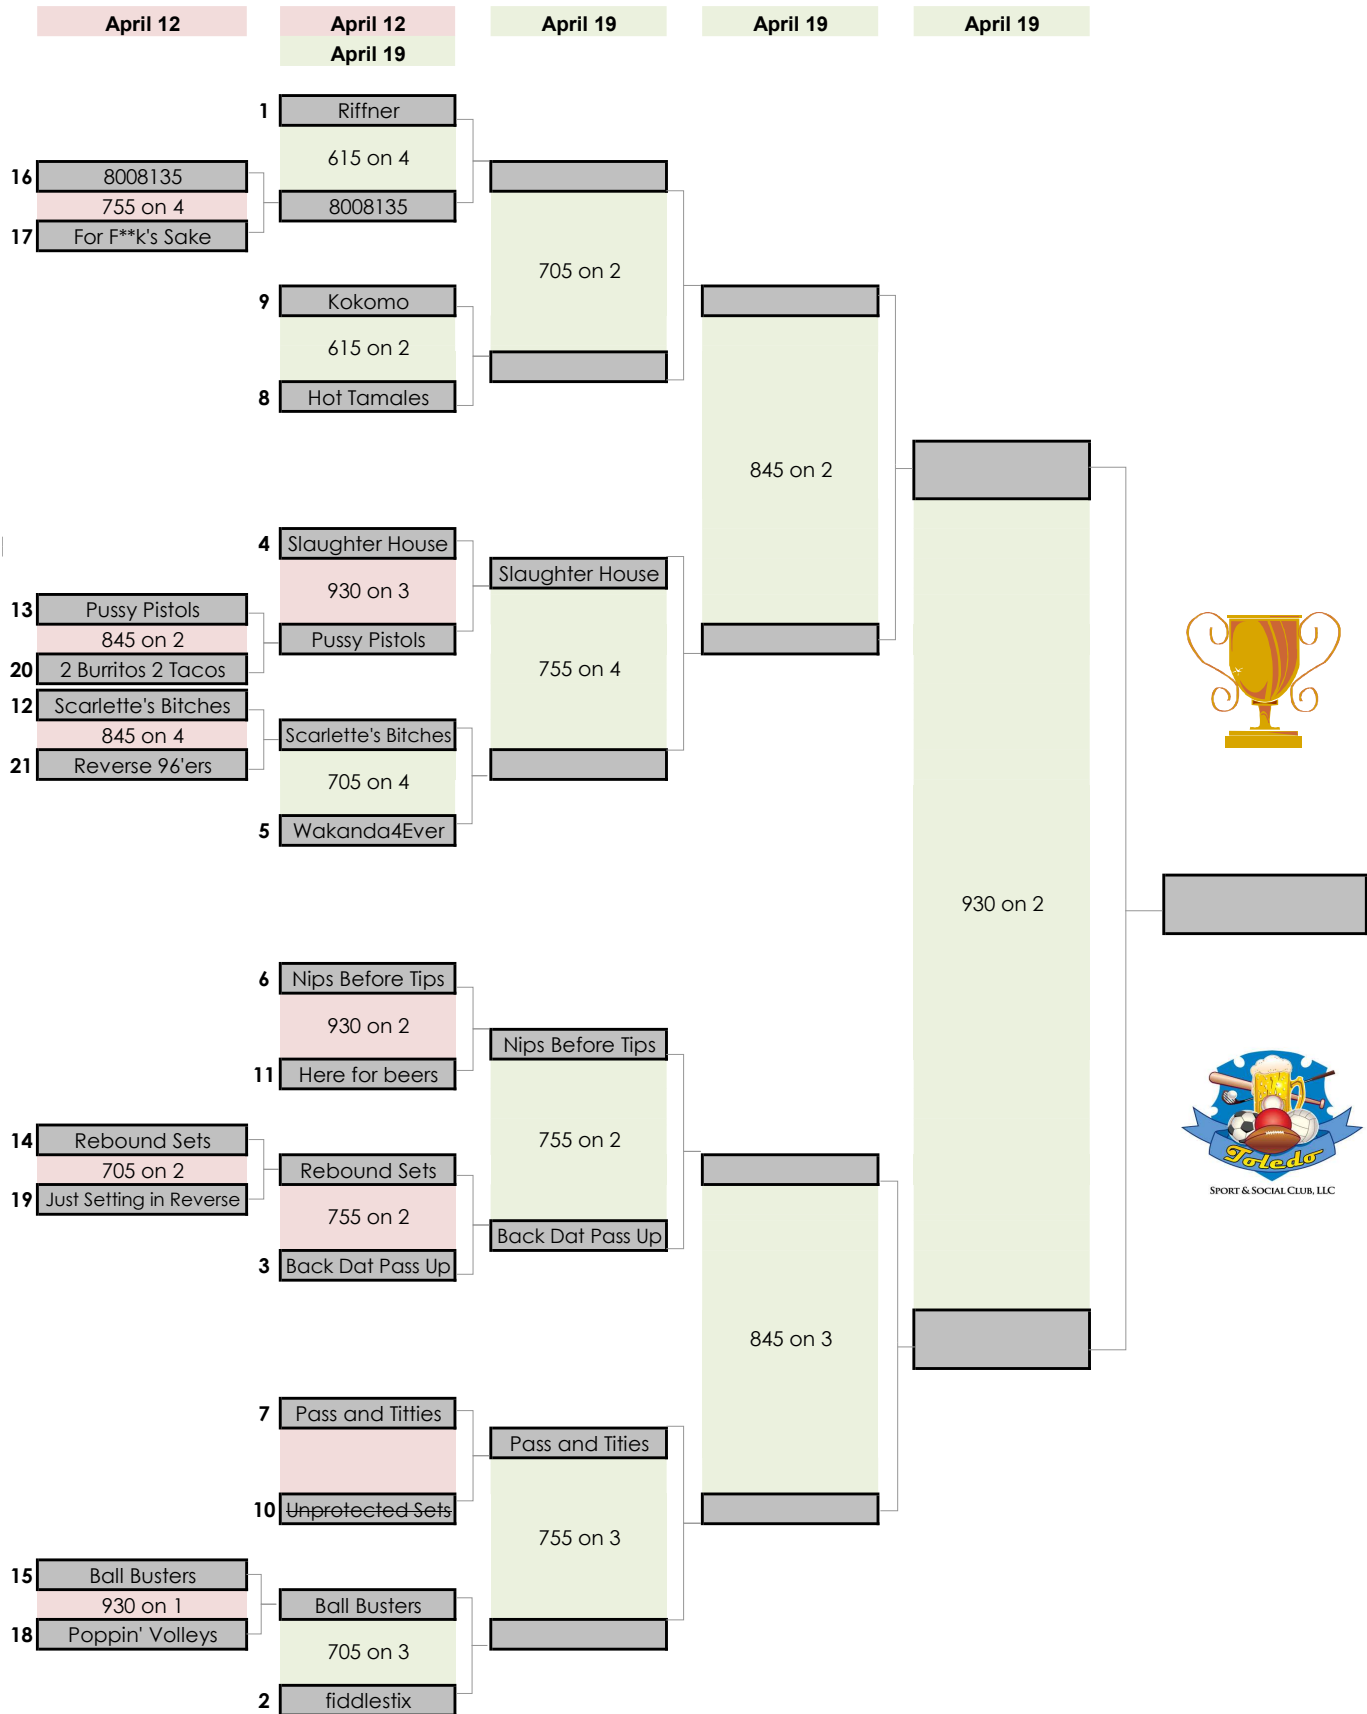 April 12 April 12 April 19 April 19 April 19
April 19
1 Riffner
615 on 4
16 8008135
755 on 4 8008135
17 For F**k's Sake
705 on 2
9 Kokomo
615 on 2
8 Hot Tamales
845 on 2
4 Slaughter House
Slaughter House
930 on 3
13 Pussy Pistols
845 on 2 Pussy Pistols
20 2 Burritos 2 Tacos
755 on 4
12 Scarlette's Bitches
845 on 4 Scarlette's Bitches
21 Reverse 96'ers
705 on 4
5 Wakanda4Ever
930 on 2
6 Nips Before Tips
930 on 2
Nips Before Tips
11 Here for beers
14 Rebound Sets
755 on 2
705 on 2 Rebound Sets
19 Just Setting in Reverse
755 on 2
Back Dat Pass Up
3 Back Dat Pass Up
Toledo
SPORT & SOCIAL CLUB, LLC
845 on 3
7 Pass and Titties
Pass and Tities
10 Unprotected Sets
755 on 3
15 Ball Busters
930 on 1 Ball Busters
18 Poppin' Volleys
705 on 3
2 fiddlestix